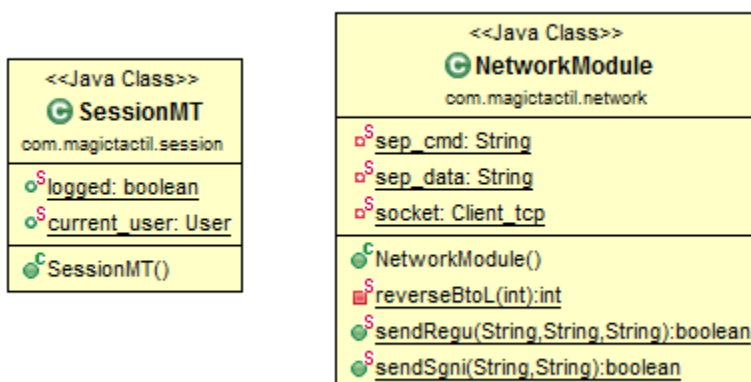 <<Java Class>>
SessionMT
com.magictactil.session
logged: boolean
current_user: User
SessionMT()
<<Java Class>>
NetworkModule
com.magictactil.network
sep_cmd: String
sep_data: String
socket: Client_tcp
NetworkModule()
reverseBtoL(int):int
sendRegu(String,String,String):boolean
sendSgni(String,String):boolean